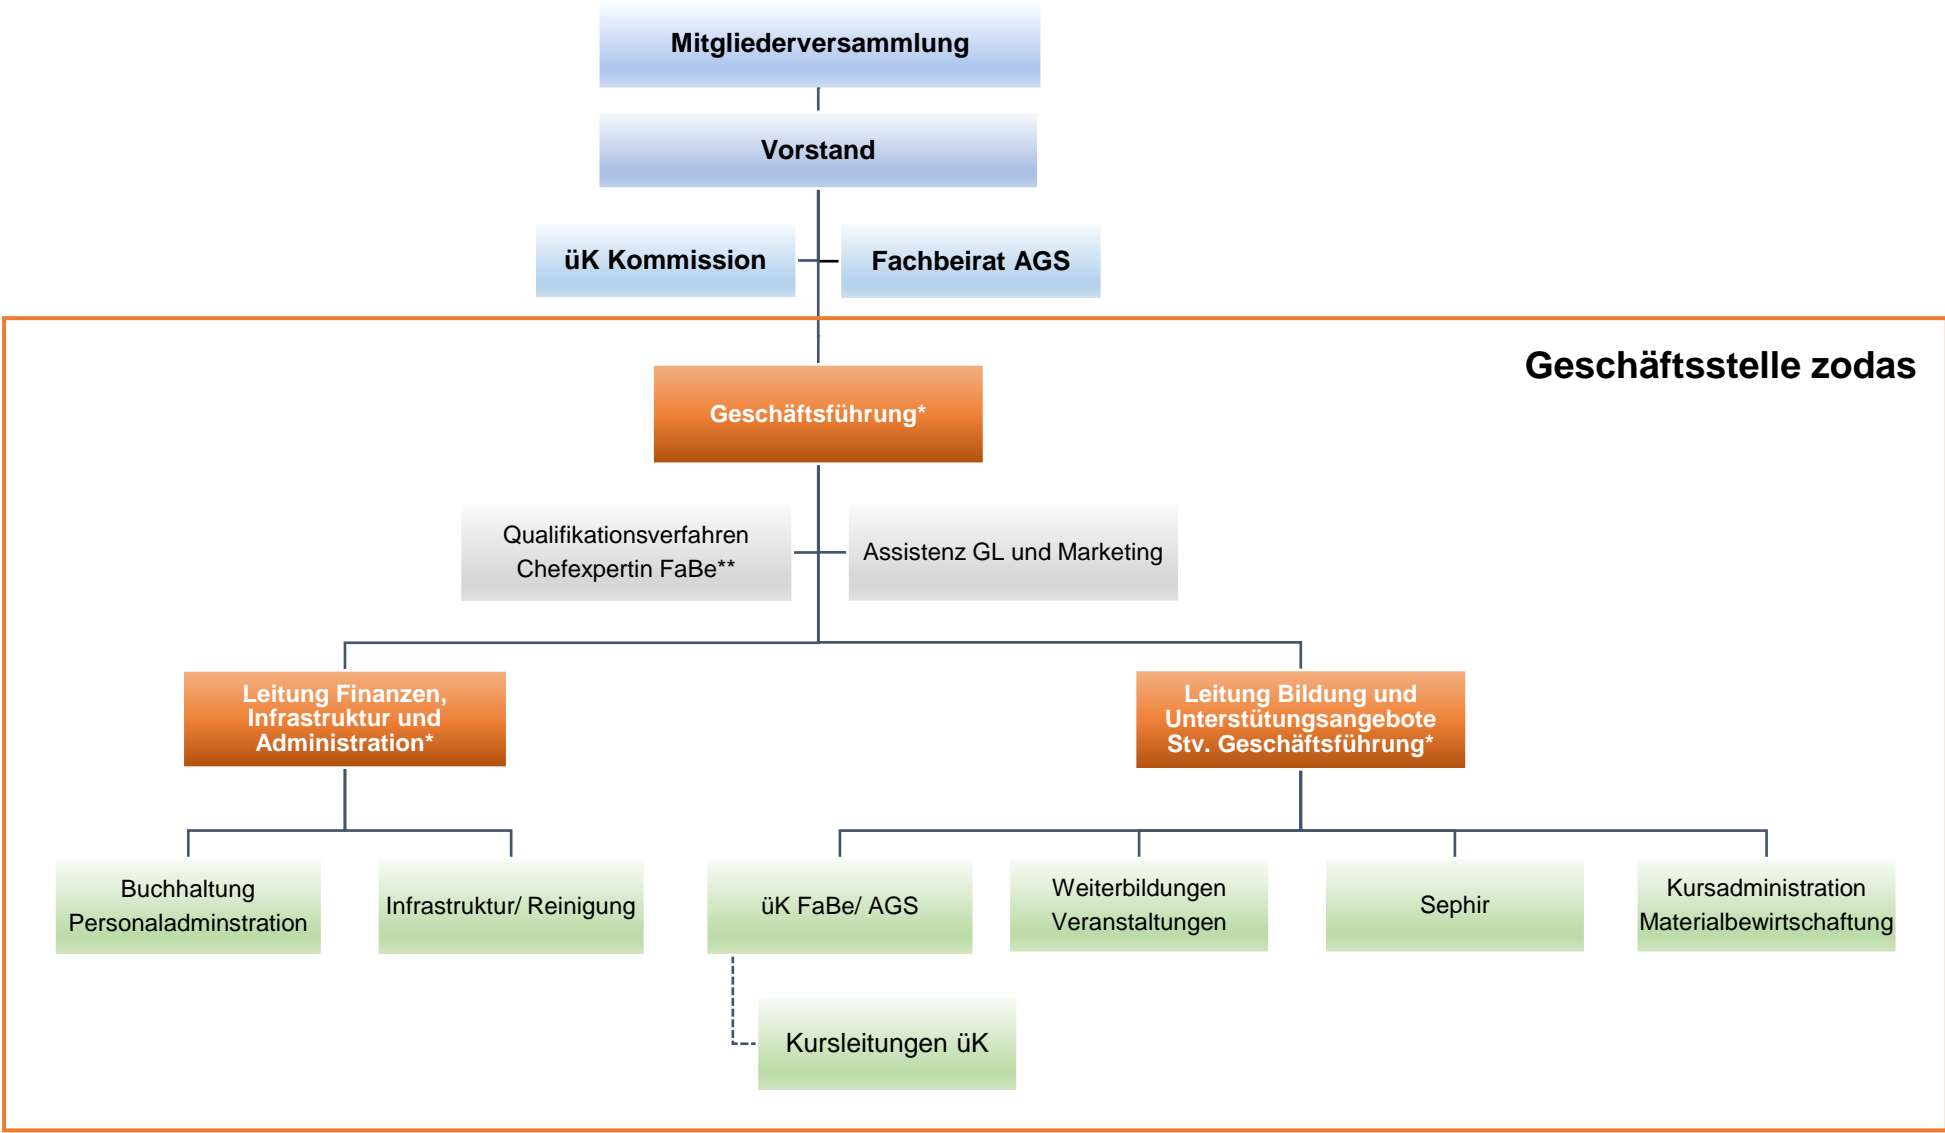 Mitgliederversammlung
Vorstand
üK Kommission
Fachbeirat AGS
Geschäftsstelle zodas
Geschäftsführung*
Qualifikationsverfahren
Chefexpertin FaBe**
Assistenz GL und Marketing
Leitung Finanzen,
Infrastruktur und
Administration*
Leitung Bildung und
Unterstütungsangebote
Stv. Geschäftsführung*
Buchhaltung
Personaladminstration
Infrastruktur/ Reinigung
üK FaBe/ AGS
Weiterbildungen
Veranstaltungen
Sephir
Kursadministration
Materialbewirtschaftung
Kursleitungen üK